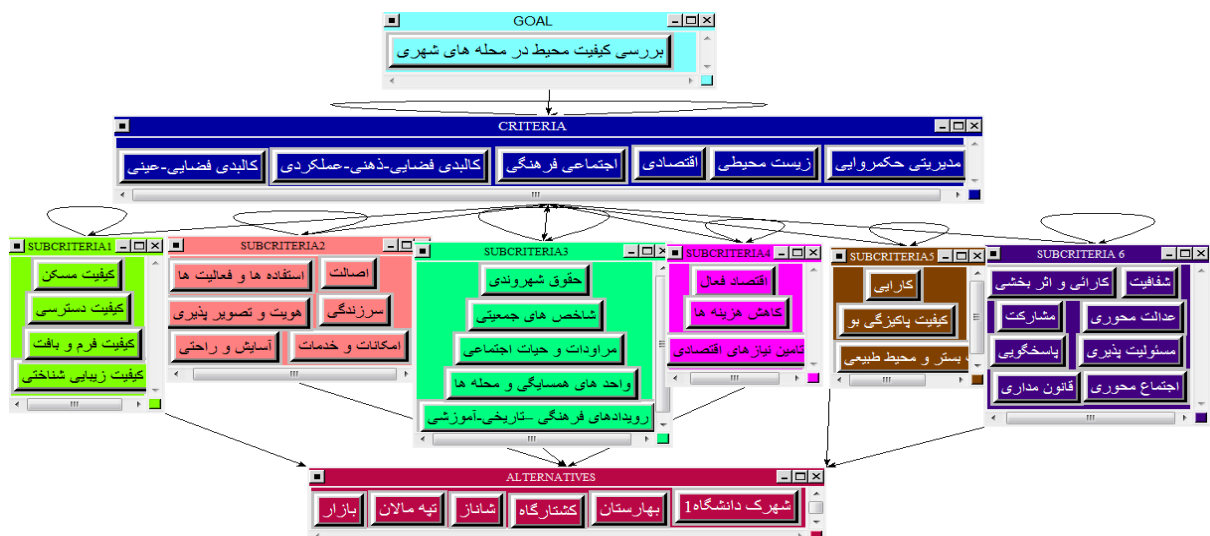 GOAL
بررسی کیفیت محیط در محله های شهری
CRITERIA
کالبدی فضایی-عینی
کالبدی فضایی-ذهنی-عملکردی
اجتماعی فرهنگی
اقتصادی
زیست محیطی
مدیریتی حکمروایی
SUBCRITERIA1
کیفیت مسکن
کیفیت دسترسی
کیفیت فرم و بافت
کیفیت زیبایی شناختی
SUBCRITERIA2
استفاده ها و فعالیت ها
اصالت
هویت و تصویر پذیری
سرزندگی
آسایش و راحتی
امکانات و خدمات
SUBCRITERIA3
حقوق شهروندی
شاخص های جمعیتی
مراودات و حیات اجتماعی
واحد های همسایگی و محله ها
رویدادهای فرهنگی –تاریخی-آموزشی
SUBCRITERIA4
اقتصاد فعال
کاهش هزینه ها
تامین نیازهای اقتصادی
SUBCRITERIA5
کارایی
کیفیت پاکیزگی بو
بستر و محیط طبیعی
SUBCRITERIA 6
کارائی و اثر بخشی
شفافیت
مشارکت
عدالت محوری
پاسخگویی
مسئولیت پذیری
قانون مداری
اجتماع محوری
ALTERNATIVES
بازار
تپه مالان
شاناز
کشتارگاه
بهارستان
شهرک دانشگاه1